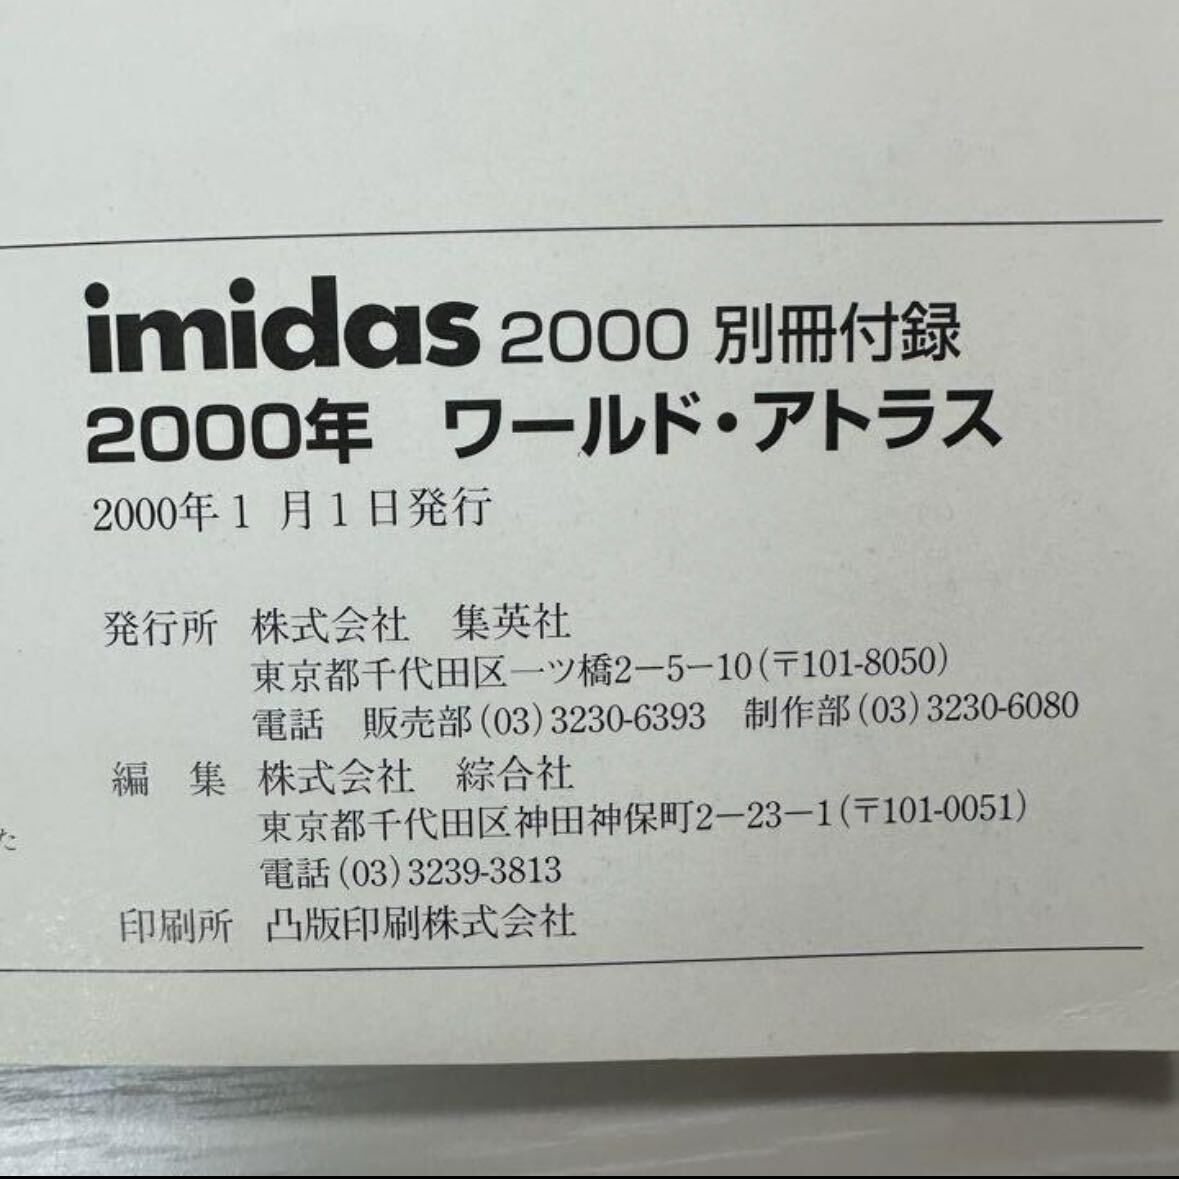 imidas 2000 別冊付録
2000年 ワールド・アトラス
2000年1月1日発行
発行所 株式会社 集英社
東京都千代田区一ツ橋2-5-10(〒101-8050)
電話 販売部(03)3230-6393 制作部(03)3230-6080
編集 株式会社 綜合社
東京都千代田区神田神保町2-23-1(〒101-0051)
電話(03)3239-3813
た
印刷所 凸版印刷株式会社